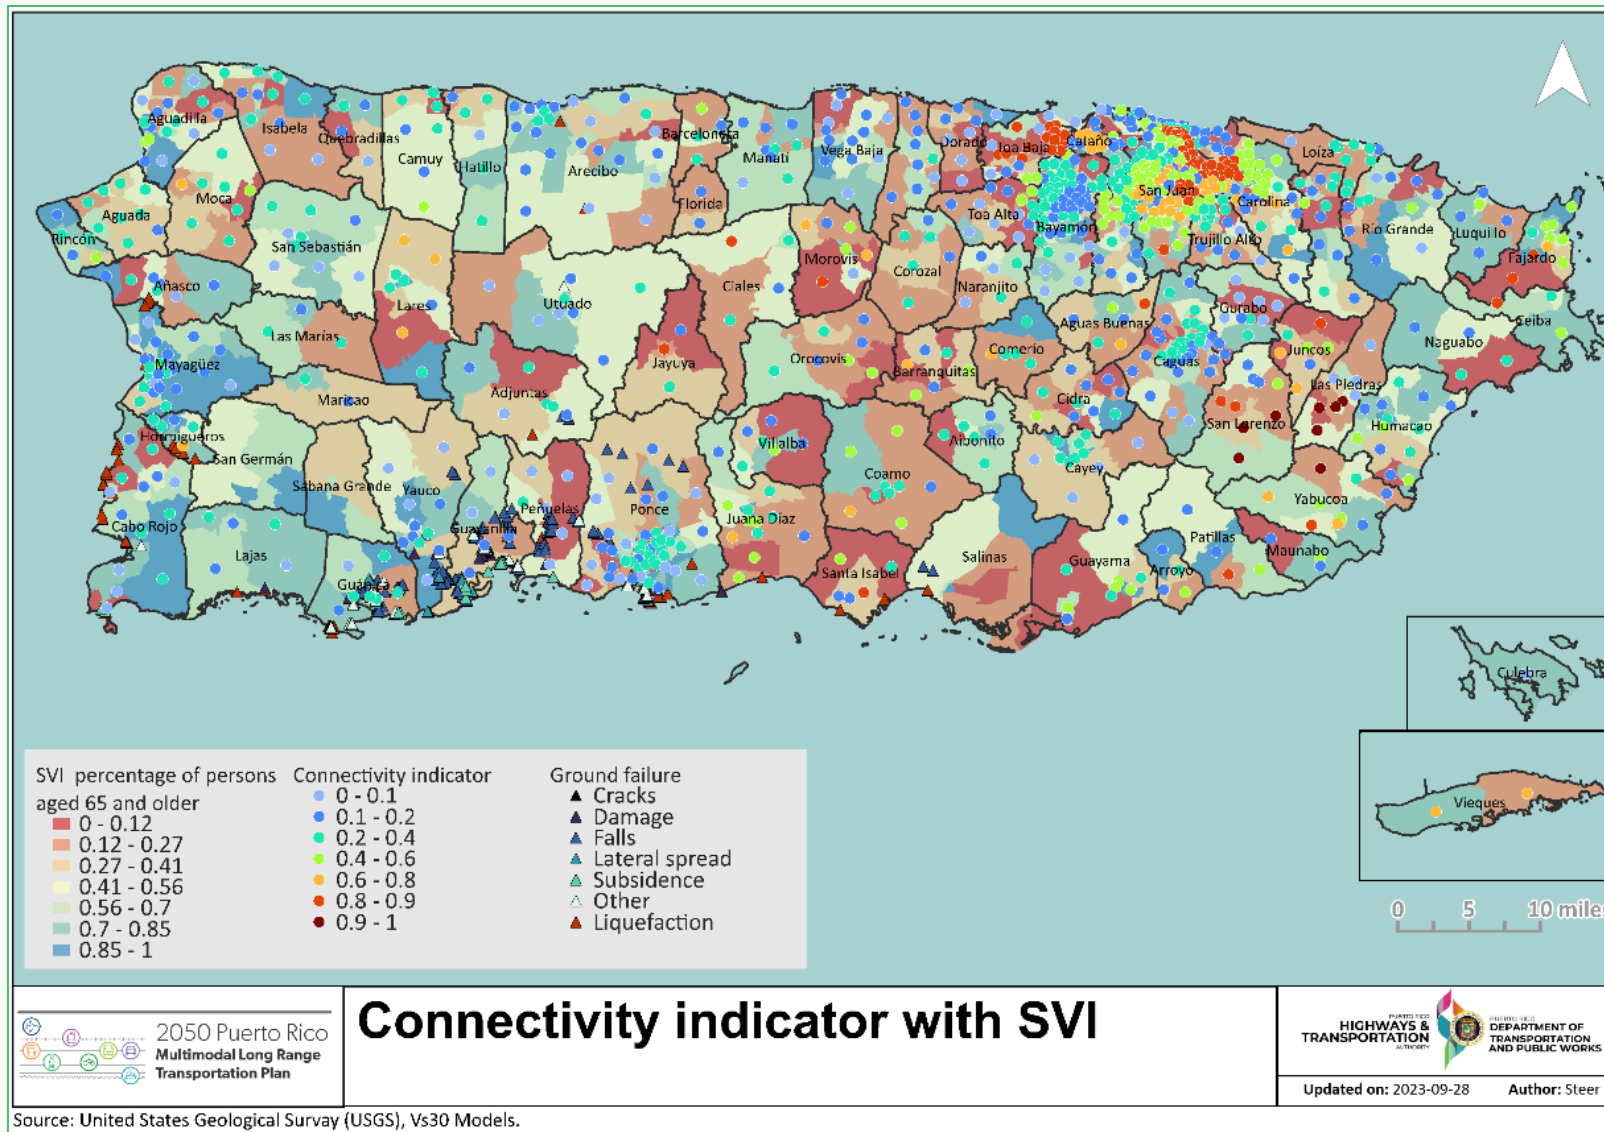 Aguadilla
Isabela
Quebradillas
Camuy
Hatillo
Arecibo
Barceloneta
Manatí
Vega Baja
Dorado
Toa Baja
Cataño
San Juan
Loíza
Carolina
Moca
Florida
Toa Alta
Bayamón
Trujillo Alto
Río Grande
Luquillo
Fajardo
Aguada
Rincón
San Sebastián
Morovis
Corozal
Naranjito
Añasco
Lares
Utuado
Ciales
Aguas Buenas
Gurabo
Ceiba
Las Marías
Mayagüez
Jayuya
Orocovis
Barranquitas
Comerío
Caguas
Juncos
Naguabo
Adjuntas
Maricao
Cidra
Las Piedras
Hormigueros
San Germán
Villalba
Aibonito
San Lorenzo
Humacao
Sabana Grande
Yauco
Coamo
Cayey
Yabucoa
Cabo Rojo
Lajas
Guayanilla
Peñuelas
Ponce
Juana Díaz
Salinas
Guayama
Patillas
Maunabo
Guánica
Santa Isabel
Arroyo
Culebra
Vieques
SVI percentage of persons
aged 65 and older
0 - 0.12
0.12 - 0.27
0.27 - 0.41
0.41 - 0.56
0.56 - 0.7
0.7 - 0.85
0.85 - 1
Connectivity indicator
0 - 0.1
0.1 - 0.2
0.2 - 0.4
0.4 - 0.6
0.6 - 0.8
0.8 - 0.9
0.9 - 1
Ground failure
Cracks
Damage
Falls
Lateral spread
Subsidence
Other
Liquefaction
0 5 10 miles
2050 Puerto Rico
Multimodal Long Range
Transportation Plan
Connectivity indicator with SVI
PUERTO RICO
HIGHWAYS &
TRANSPORTATION
AUTHORITY
PUERTO RICO
DEPARTMENT OF
TRANSPORTATION
AND PUBLIC WORKS
Updated on: 2023-09-28 Author: Steer
Source: United States Geological Survay (USGS), Vs30 Models.